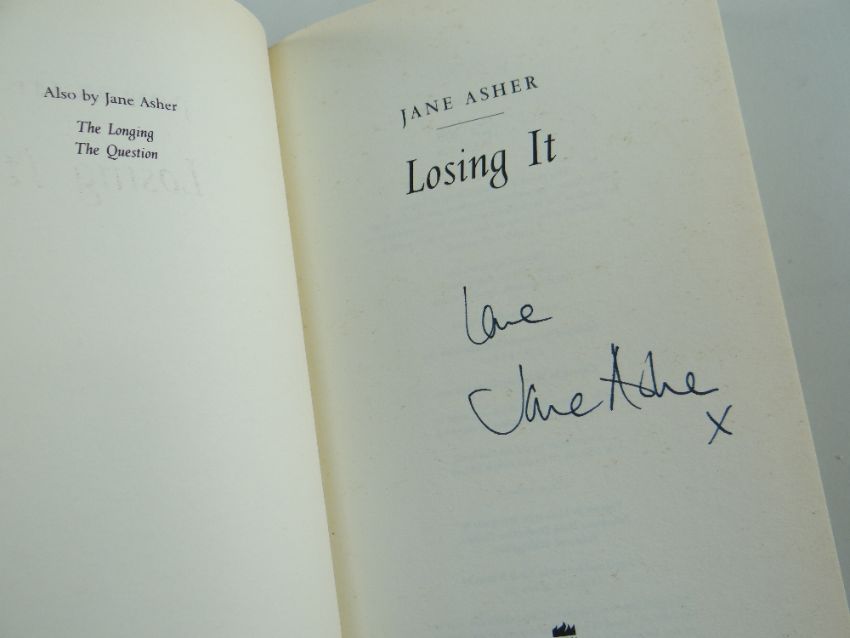 Also by Jane Asher
The Longing
The Question
JANE ASHER
Losing It
Love
Jane Asher
x